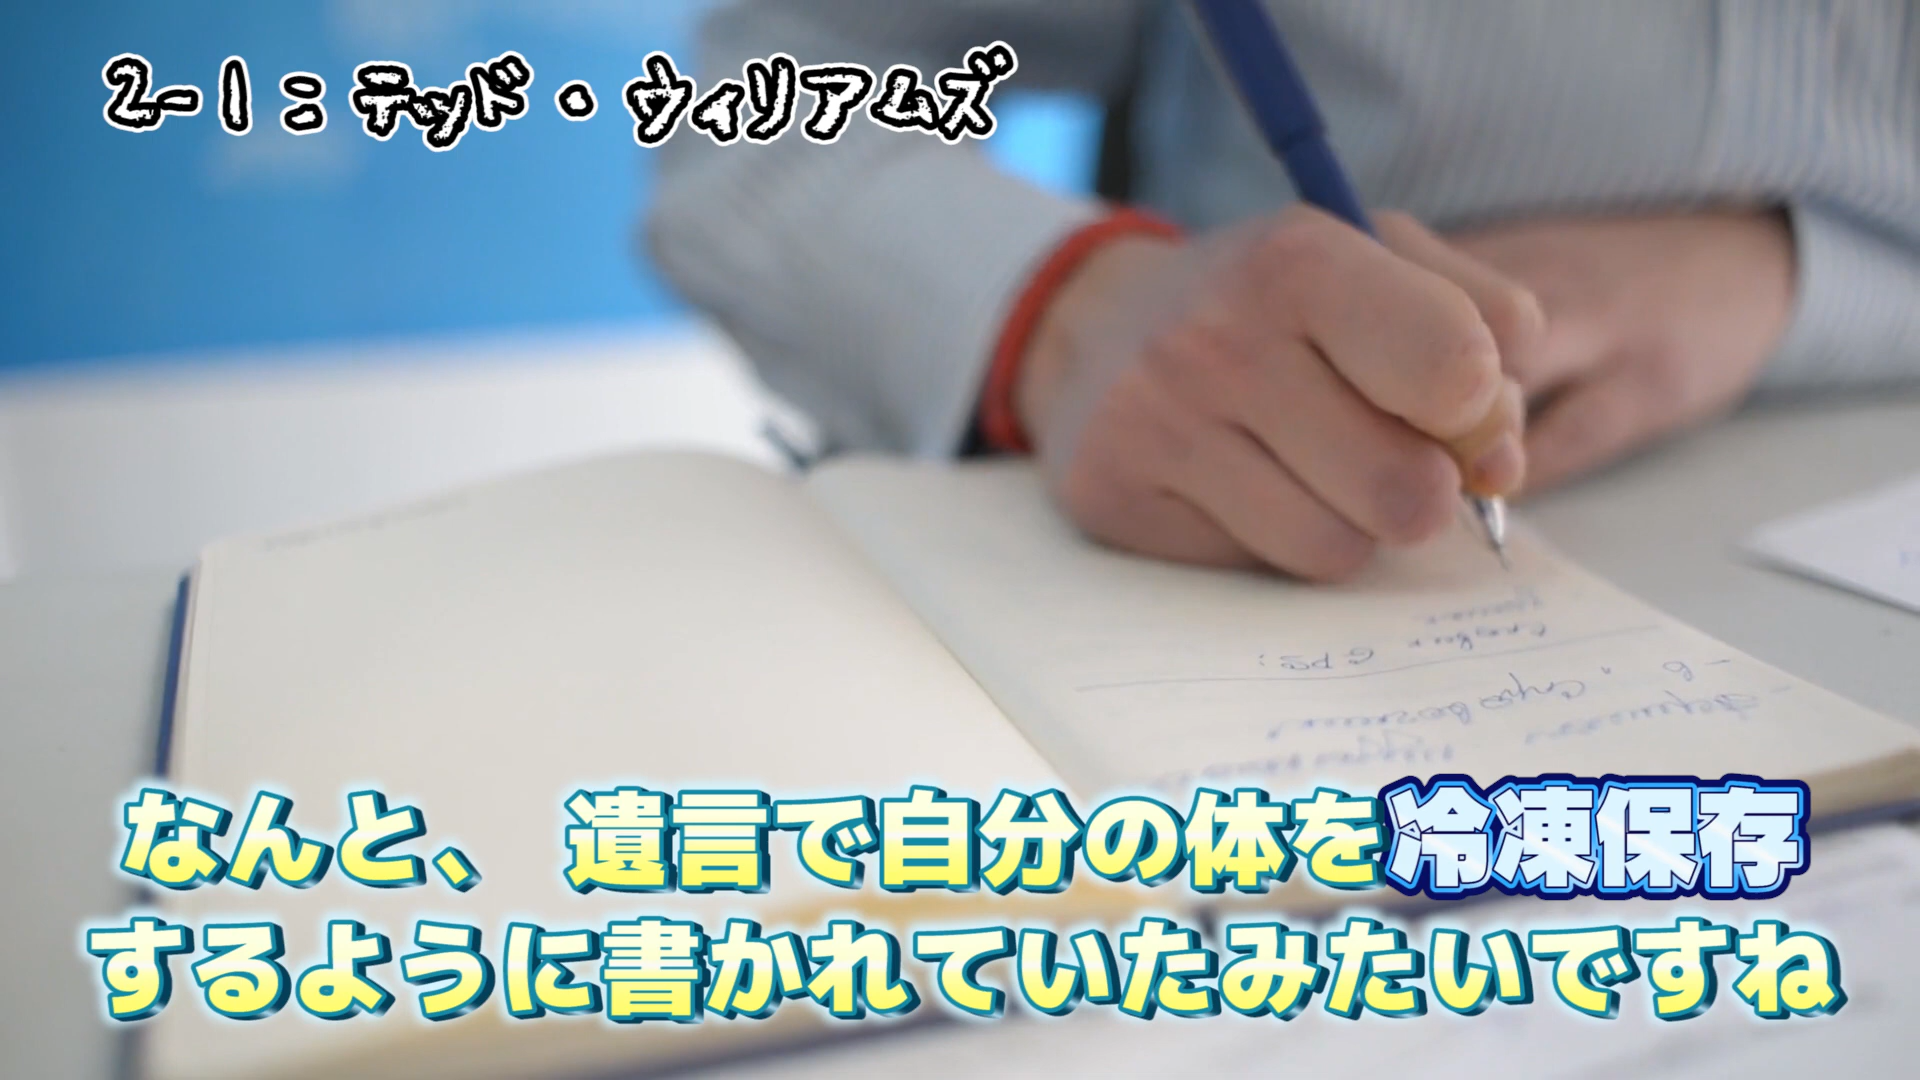 2-1：テッド・ウィリアムズ
なんと、遺言で自分の体を冷凍保存
するように書かれていたみたいですね